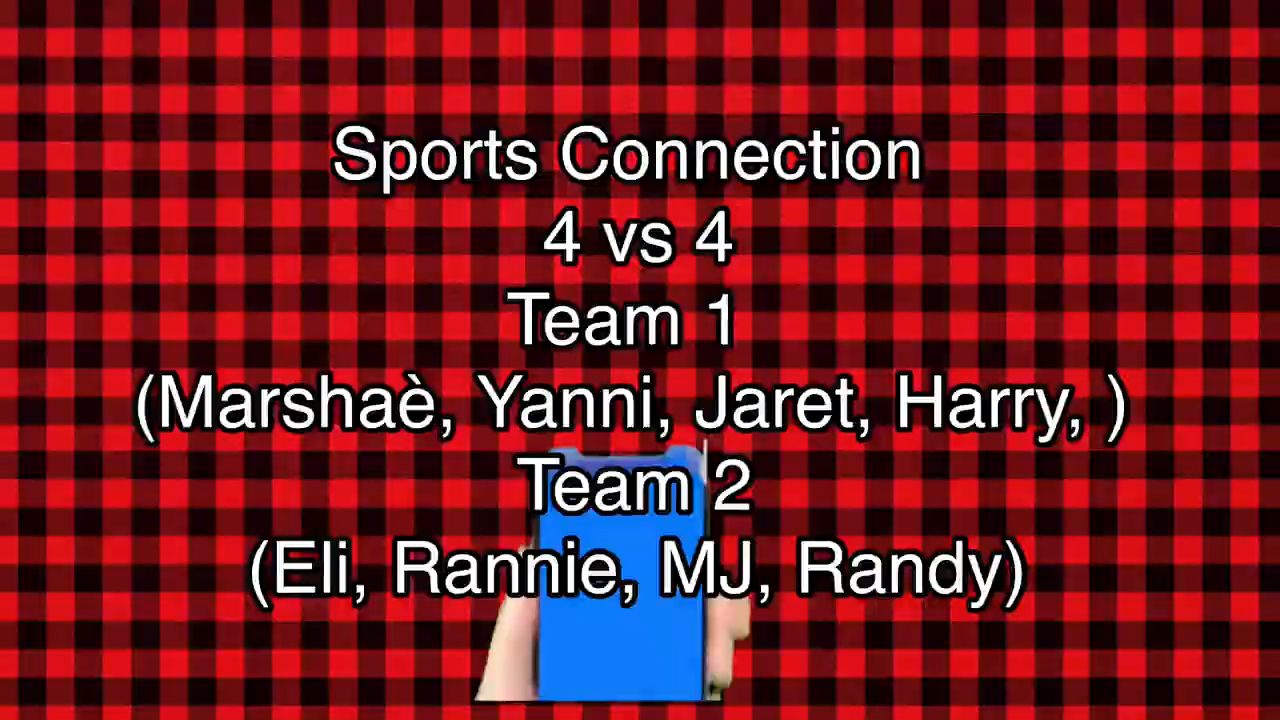 Sports Connection
4 vs 4
Team 1
(Marshaè, Yanni, Jaret, Harry, )
Team 2
(Eli, Rannie, MJ, Randy)